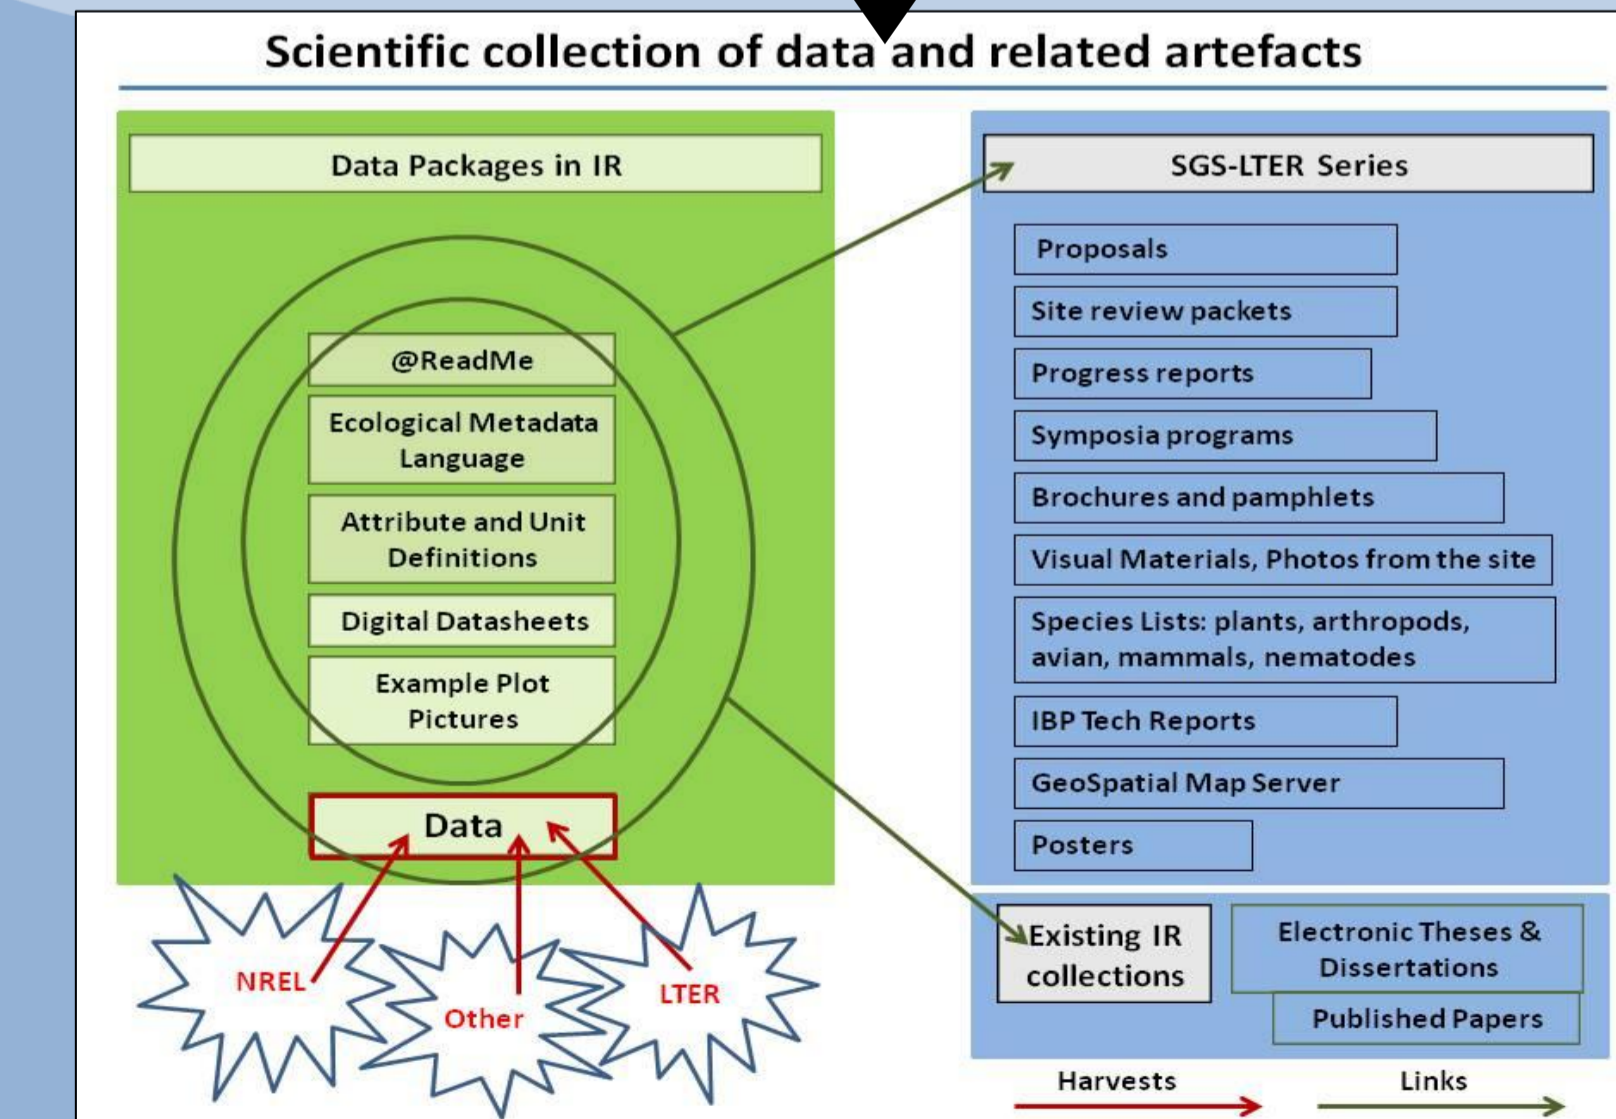 Scientific collection of data and related artefacts
Data Packages in IR
@ReadMe
Ecological Metadata
Language
Attribute and Unit
Definitions
Digital Datasheets
Example Plot
Pictures
Data
NREL
Other
LTER
SGS-LTER Series
Proposals
Site review packets
Progress reports
Symposia programs
Brochures and pamphlets
Visual Materials, Photos from the site
Species Lists: plants, arthropods,
avian, mammals, nematodes
IBP Tech Reports
GeoSpatial Map Server
Posters
Existing IR
collections
Electronic Theses &
Dissertations
Published Papers
Harvests
Links